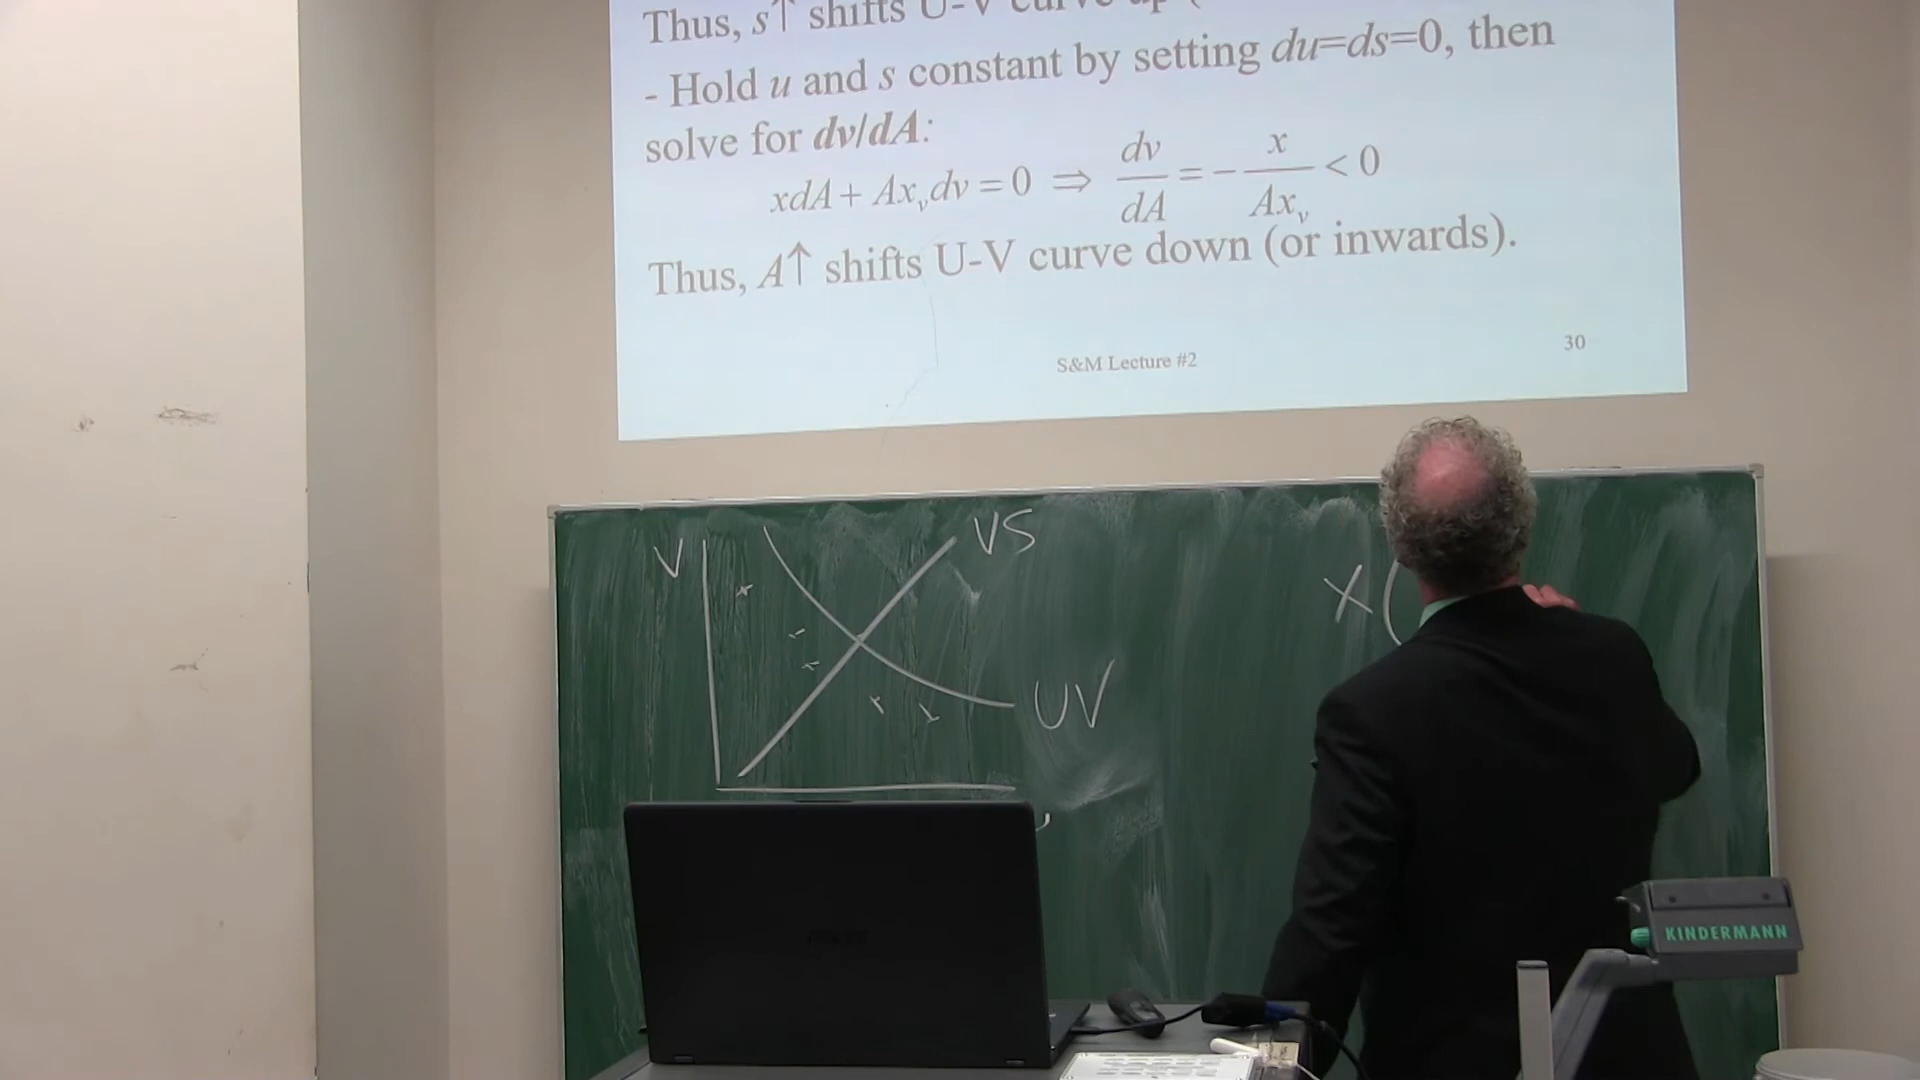 Thus, s↑ shifts U-V curve up (
- Hold u and s constant by setting du=ds=0, then
solve for dv/dA:
xdA + Ax_v dv = 0 ⇒ dv/dA = − x/Ax_v < 0
Thus, A↑ shifts U-V curve down (or inwards).
S&M Lecture #2
30
V
VS
UV
X(
KINDERMANN